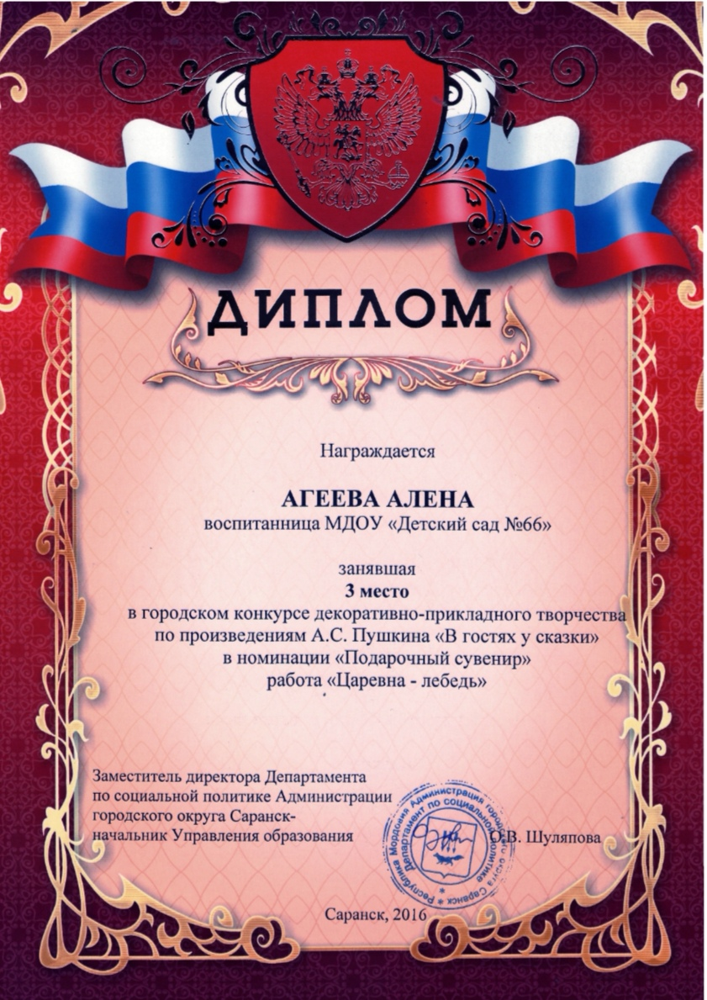 ДИПЛОМ
Награждается
АГЕЕВА АЛЕНА
воспитанница МДОУ «Детский сад №66»
занявшая
3 место
в городском конкурсе декоративно-прикладного творчества
по произведениям А.С. Пушкина «В гостях у сказки»
в номинации «Подарочный сувенир»
работа «Царевна - лебедь»
Заместитель директора Департамента
по социальной политике Администрации
городского округа Саранск-
начальник Управления образования
О.В. Шуляпова
Республика Мордовия Администрация городского округа Саранск
Департамент по социальной политике
Саранск, 2016